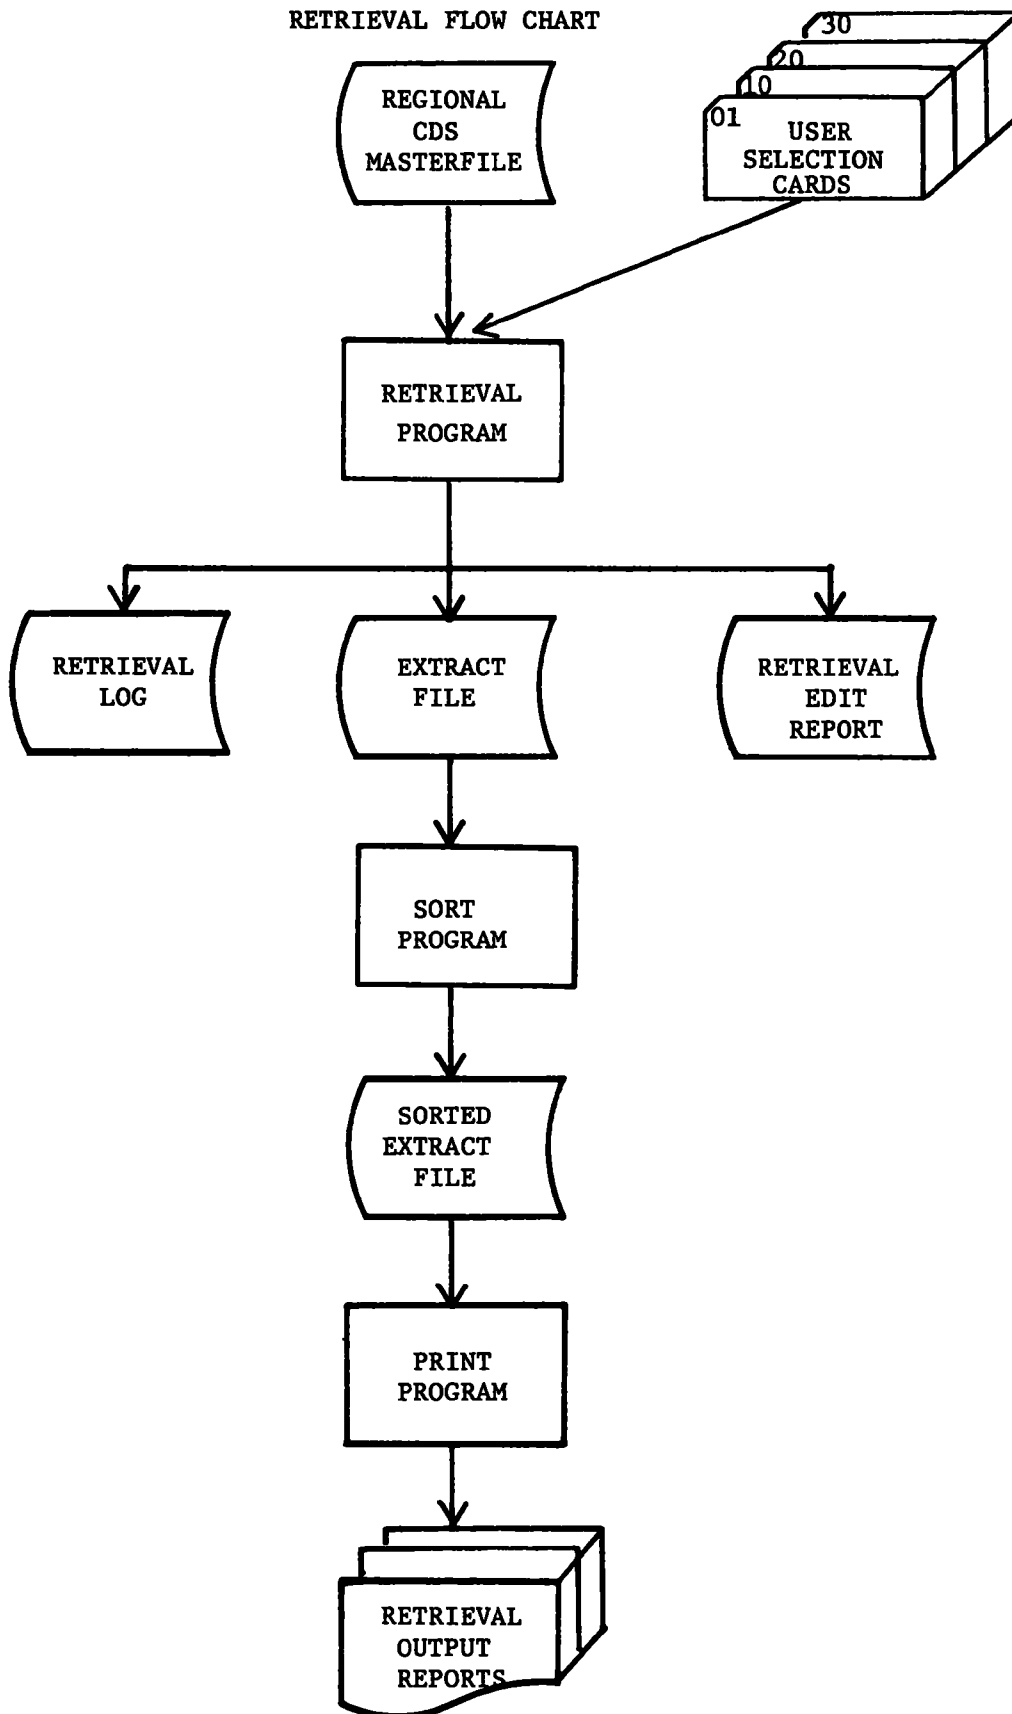 RETRIEVAL FLOW CHART
30
20
10
01
REGIONAL
CDS
MASTERFILE
USER
SELECTION
CARDS
RETRIEVAL
PROGRAM
RETRIEVAL
LOG
EXTRACT
FILE
RETRIEVAL
EDIT
REPORT
SORT
PROGRAM
SORTED
EXTRACT
FILE
PRINT
PROGRAM
RETRIEVAL
OUTPUT
REPORTS